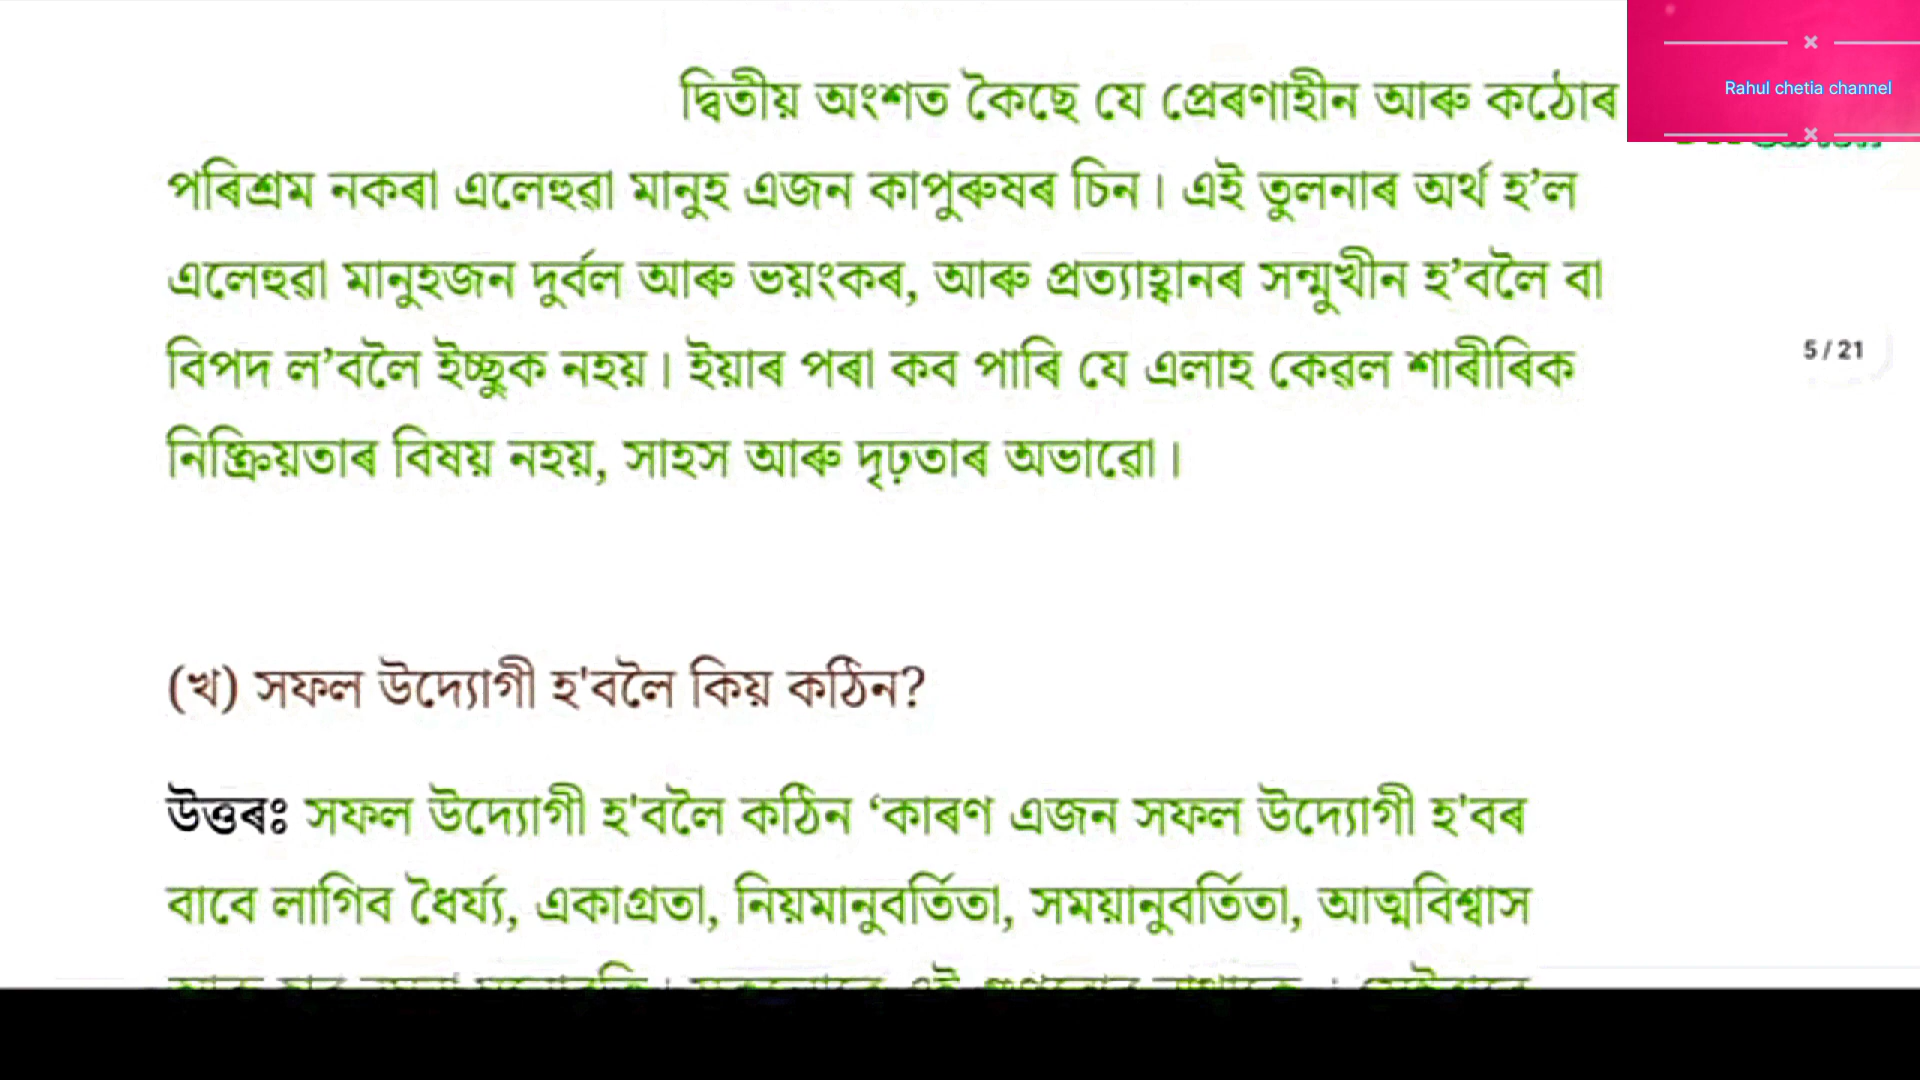 Rahul chetia channel
দ্বিতীয় অংশত কৈছে যে প্ৰেৰণাহীন আৰু কঠোৰ
পৰিশ্ৰম নকৰা এলেহুৱা মানুহ এজন কাপুৰুষৰ চিন। এই তুলনাৰ অৰ্থ হ’ল
এলেহুৱা মানুহজন দুৰ্বল আৰু ভয়ংকৰ, আৰু প্ৰত্যাহ্বানৰ সন্মুখীন হ’বলৈ বা
বিপদ ল’বলৈ ইচ্ছুক নহয়। ইয়াৰ পৰা কব পাৰি যে এলাহ কেৱল শাৰীৰিক
5 / 21
নিষ্ক্ৰিয়তাৰ বিষয় নহয়, সাহস আৰু দৃঢ়তাৰ অভাৱো।
(খ) সফল উদ্যোগী হ'বলৈ কিয় কঠিন?
উত্তৰঃ সফল উদ্যোগী হ'বলৈ কঠিন ‘কাৰণ এজন সফল উদ্যোগী হ'বৰ
বাবে লাগিব ধৈৰ্য্য, একাগ্ৰতা, নিয়মানুবৰ্তিতা, সময়ানুবৰ্তিতা, আত্মবিশ্বাস